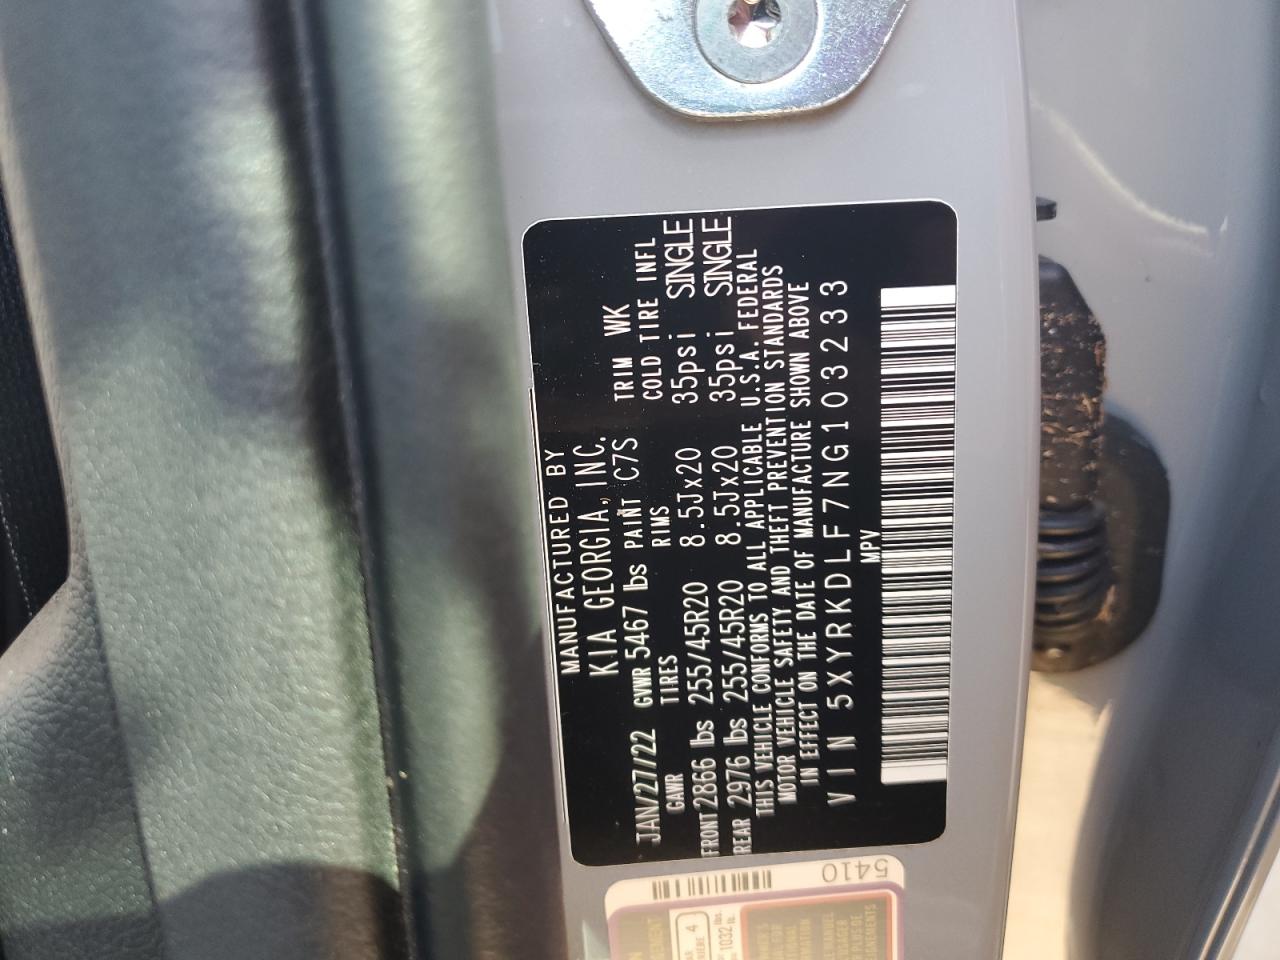 MANUFACTURED BY
KIA GEORGIA, INC.
JAN/27/22 GVWR 5467 lbs PAINT C7S TRIM WK
GAWR TIRES RIMS COLD TIRE INFL
FRONT 2866 lbs 255/45R20 8.5Jx20 35psi SINGLE
REAR 2976 lbs 255/45R20 8.5Jx20 35psi SINGLE
THIS VEHICLE CONFORMS TO ALL APPLICABLE U.S.A. FEDERAL
MOTOR VEHICLE SAFETY AND THEFT PREVENTION STANDARDS
IN EFFECT ON THE DATE OF MANUFACTURE SHOWN ABOVE
VIN 5XYRKDLF7NG103233
MPV
5410
4
1032 lb.